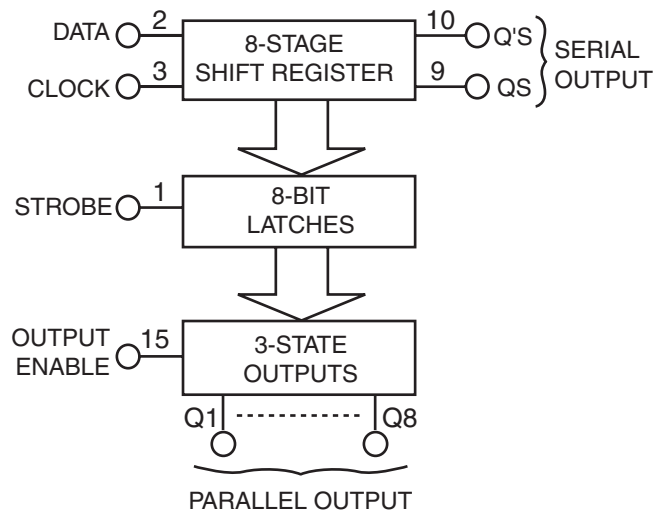 DATA 2
CLOCK 3
8-STAGE
SHIFT REGISTER
10 Q'S
9 QS
SERIAL
OUTPUT
STROBE 1
8-BIT
LATCHES
OUTPUT
ENABLE
15
3-STATE
OUTPUTS
Q1 Q8
PARALLEL OUTPUT